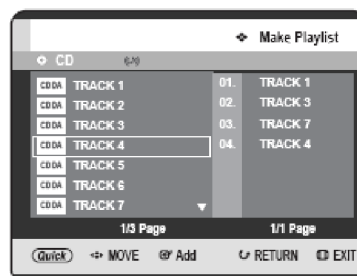 Make Playlist
CD
CDDA TRACK 1
CDDA TRACK 2
CDDA TRACK 3
CDDA TRACK 4
CDDA TRACK 5
CDDA TRACK 6
CDDA TRACK 7
01. TRACK 1
02. TRACK 3
03. TRACK 7
04. TRACK 4
1/3 Page
1/1 Page
Quick MOVE Add RETURN EXIT